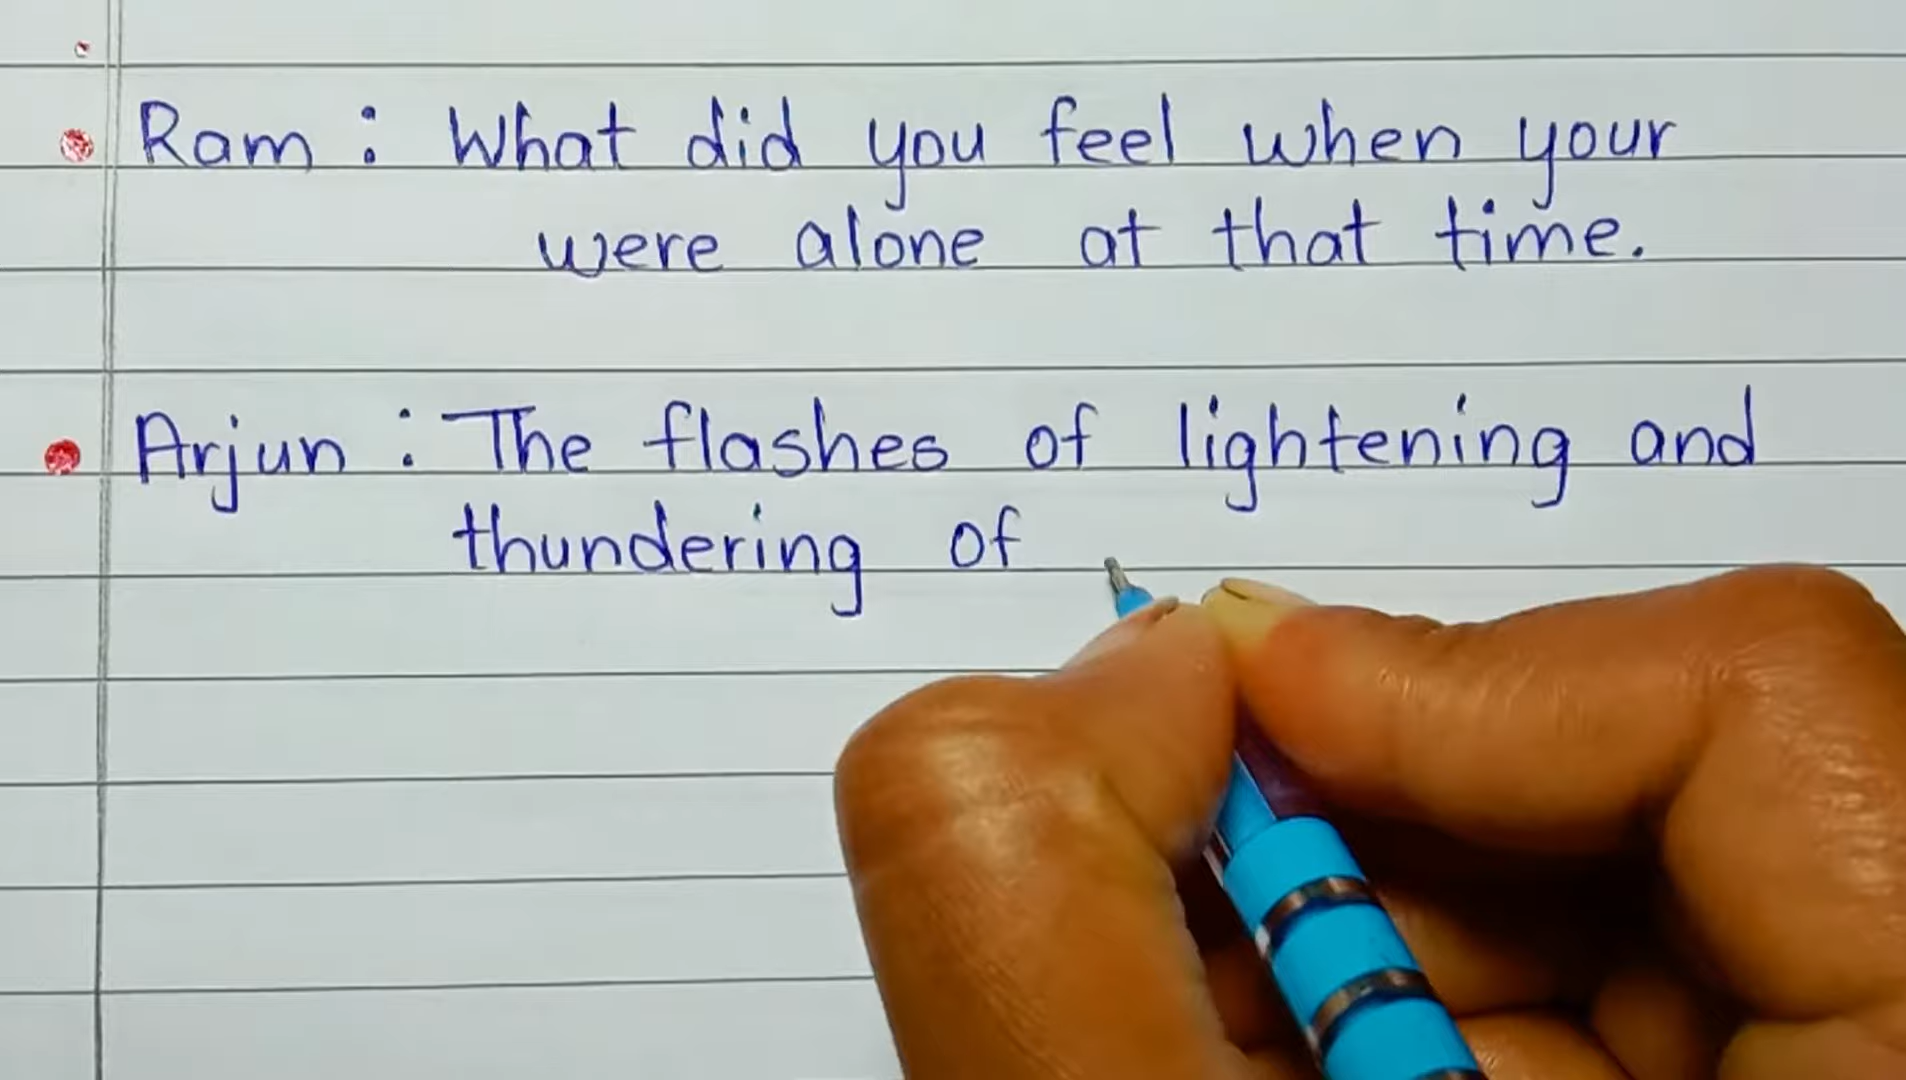 Ram : What did you feel when your
were alone at that time.
Arjun : The flashes of lightening and
thundering of